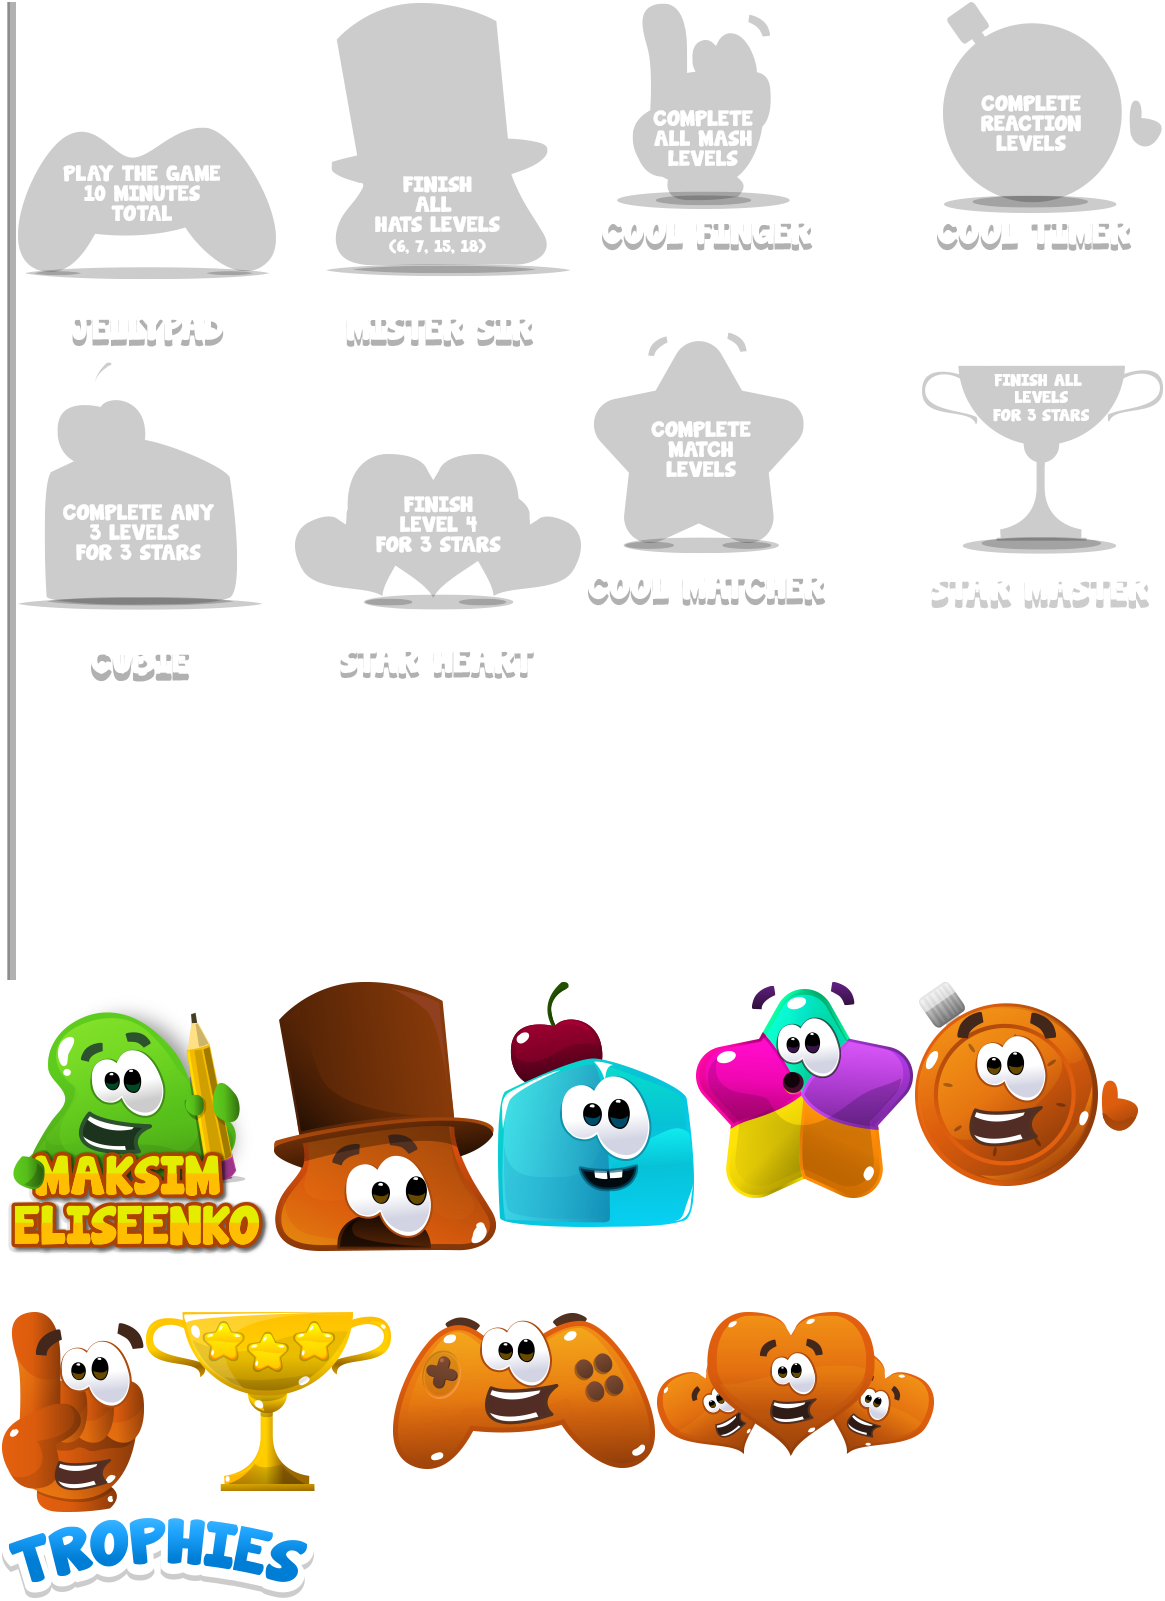 PLAY THE GAME
10 MINUTES
TOTAL
JELLYPAD
FINISH
ALL
HATS LEVELS
(6, 7, 15, 18)
MISTER SIR
COMPLETE
ALL MASH
LEVELS
COOL FINGER
COMPLETE
REACTION
LEVELS
COOL TIMER
COMPLETE ANY
3 LEVELS
FOR 3 STARS
CUBIE
FINISH
LEVEL 4
FOR 3 STARS
STAR HEART
COMPLETE
MATCH
LEVELS
COOL MATCHER
FINISH ALL
LEVELS
FOR 3 STARS
STAR MASTER
MAKSIM
ELISEENKO
TROPHIES